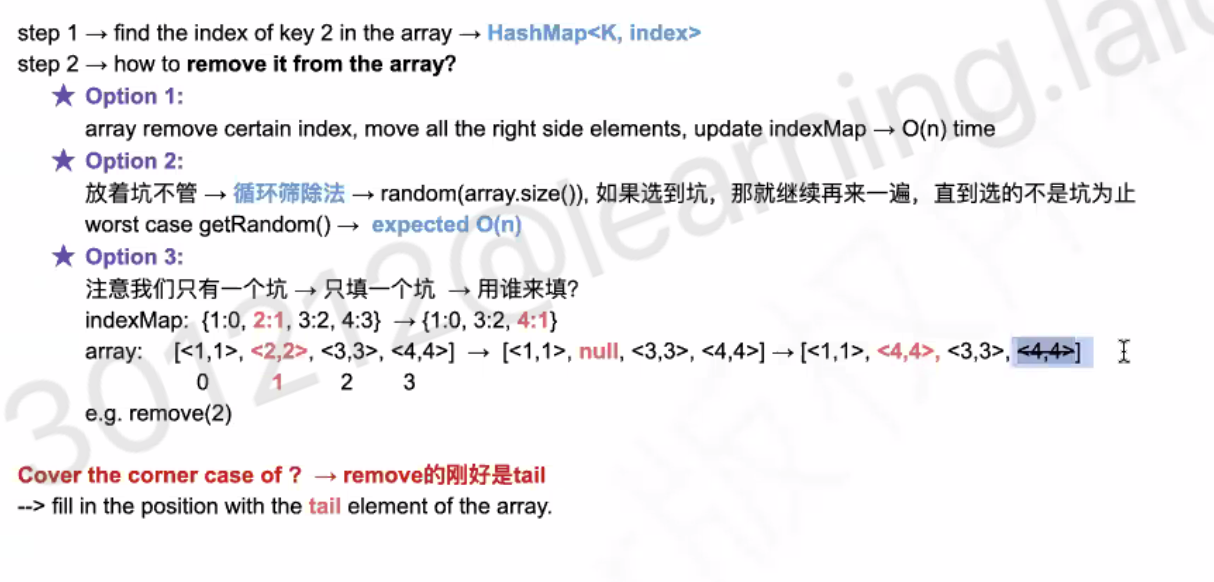 step 1 → find the index of key 2 in the array → HashMap<K, index>
step 2 → how to remove it from the array?
★ Option 1:
array remove certain index, move all the right side elements, update indexMap → O(n) time
★ Option 2:
放着坑不管 → 循环筛除法 → random(array.size()), 如果选到坑，那就继续再来一遍，直到选的不是坑为止
worst case getRandom() → expected O(n)
★ Option 3:
注意我们只有一个坑 → 只填一个坑 → 用谁来填?
indexMap: {1:0, 2:1, 3:2, 4:3} → {1:0, 3:2, 4:1}
array: [<1,1>, <2,2>, <3,3>, <4,4>] → [<1,1>, null, <3,3>, <4,4>] → [<1,1>, <4,4>, <3,3>, <4,4>]
0 1 2 3
e.g. remove(2)
Cover the corner case of ? → remove的刚好是tail
--> fill in the position with the tail element of the array.
301212@learning.lai